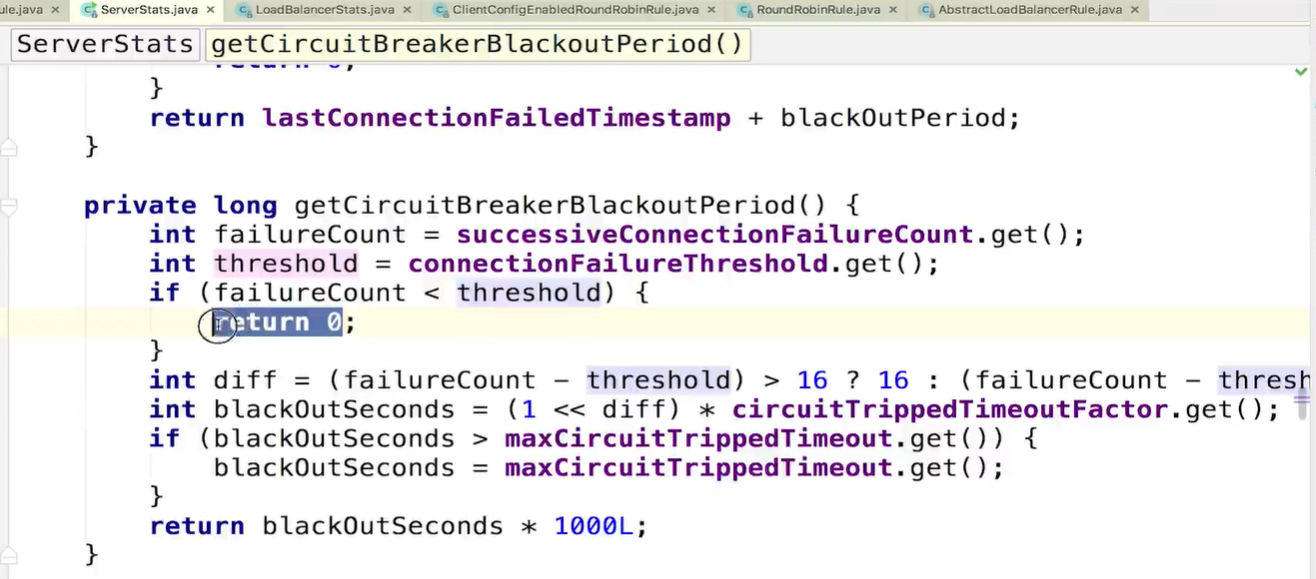 ule.java × ServerStats.java × LoadBalancerStats.java × ClientConfigEnabledRoundRobinRule.java × RoundRobinRule.java × AbstractLoadBalancerRule.java ×
ServerStats getCircuitBreakerBlackoutPeriod()
return 0;
}
return lastConnectionFailedTimestamp + blackOutPeriod;
}
private long getCircuitBreakerBlackoutPeriod() {
int failureCount = successiveConnectionFailureCount.get();
int threshold = connectionFailureThreshold.get();
if (failureCount < threshold) {
return 0;
}
int diff = (failureCount - threshold) > 16 ? 16 : (failureCount - thresh
int blackOutSeconds = (1 << diff) * circuitTrippedTimeoutFactor.get();
if (blackOutSeconds > maxCircuitTrippedTimeout.get()) {
blackOutSeconds = maxCircuitTrippedTimeout.get();
}
return blackOutSeconds * 1000L;
}